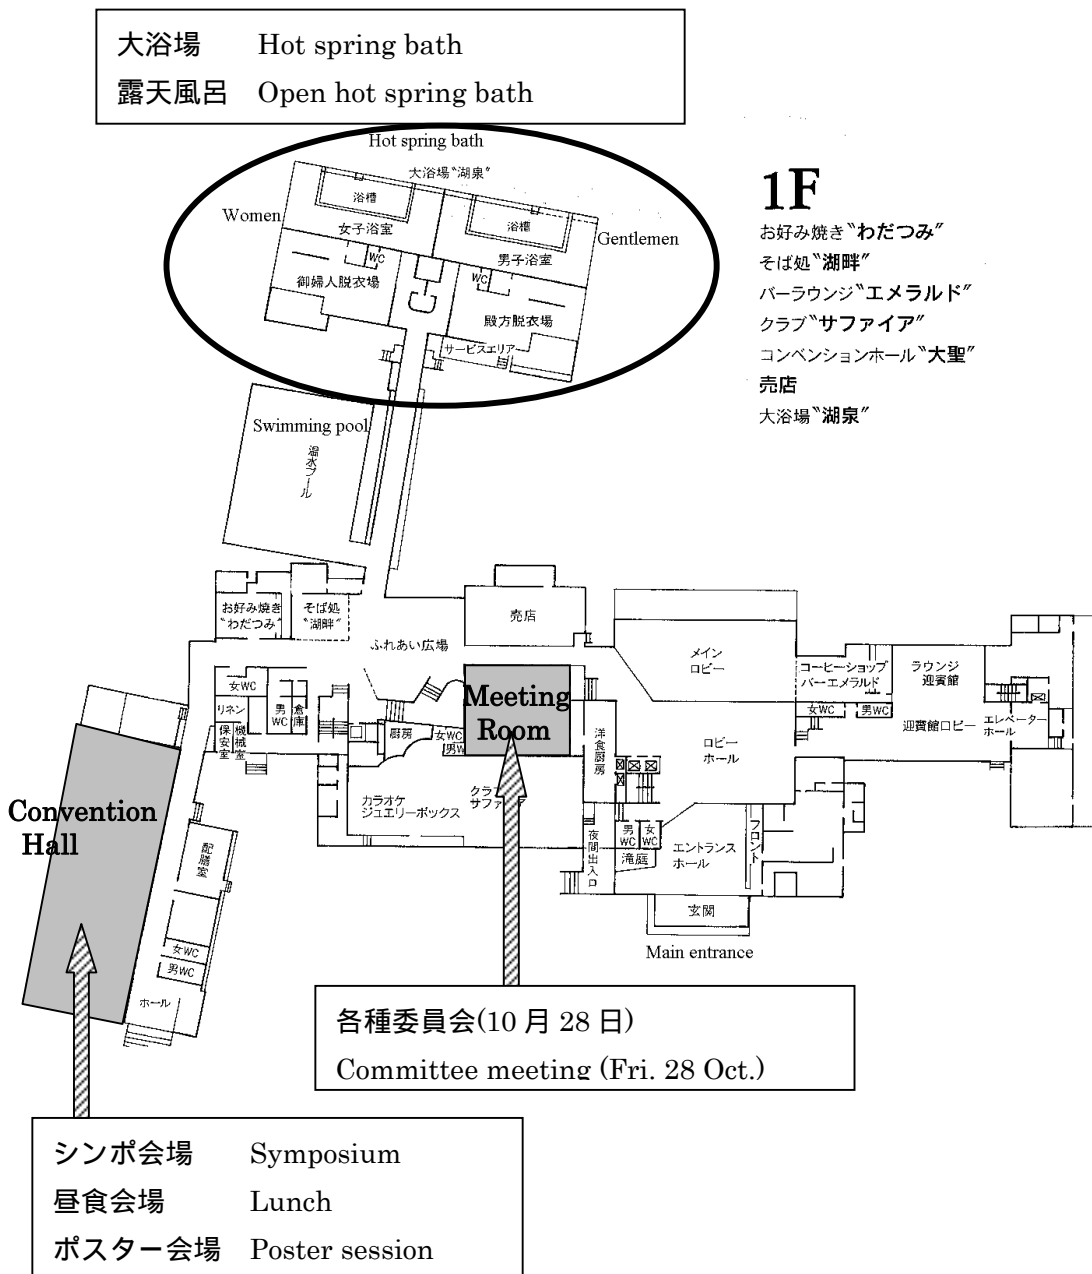 大浴場 Hot spring bath
露天風呂 Open hot spring bath
Hot spring bath
大浴場〝湖泉〟
浴槽
Women
女子浴室
浴槽
Gentlemen
男子浴室
WC
WC
御婦人脱衣場
殿方脱衣場
サービスエリア
1F
お好み焼き〝わだつみ〟
そば処〝湖畔〟
バーラウンジ〝エメラルド〟
クラブ〝サファイア〟
コンベンションホール〝大聖〟
売店
大浴場〝湖泉〟
Swimming pool
温水プール
お好み焼き
〝わだつみ〟
そば処
〝湖畔〟
ふれあい広場
売店
メイン
ロビー
コーヒーショップ
バーエメラルド
ラウンジ
迎賓館
女WC
リネン
男WC
倉庫
保安室
機械室
厨房
女WC
男W
Meeting
Room
洋食厨房
ロビー
ホール
女WC
男WC
迎賓館ロビー
エレベーター
ホール
カラオケ
ジュエリーボックス
クラ
サファ
ア
Convention
Hall
配膳室
女WC
男WC
ホール
夜間出入口
男WC
女WC
滝庭
エントランス
ホール
フロント
玄関
Main entrance
各種委員会(10 月 28 日)
Committee meeting (Fri. 28 Oct.)
シンポ会場 Symposium
昼食会場 Lunch
ポスター会場 Poster session